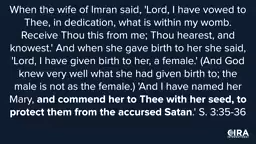 When the wife of Imran said, 'Lord, I have vowed to
Thee, in dedication, what is within my womb.
Receive Thou this from me; Thou hearest, and
knowest.' And when she gave birth to her she said,
'Lord, I have given birth to her, a female.' (And God
knew very well what she had given birth to; the
male is not as the female.) 'And I have named her
Mary, and commend her to Thee with her seed, to
protect them from the accursed Satan.' S. 3:35-36
CIRA